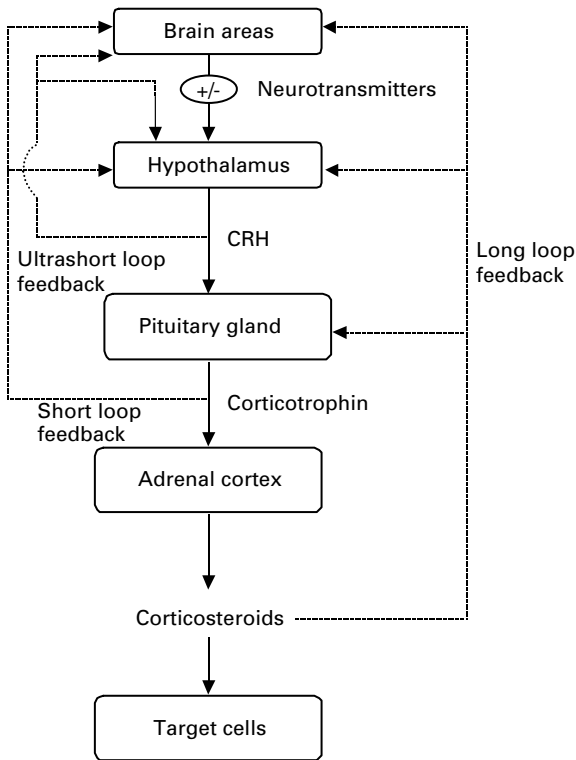 Brain areas
+/-
Neurotransmitters
Hypothalamus
CRH
Ultrashort loop
feedback
Long loop
feedback
Pituitary gland
Corticotrophin
Short loop
feedback
Adrenal cortex
Corticosteroids
Target cells